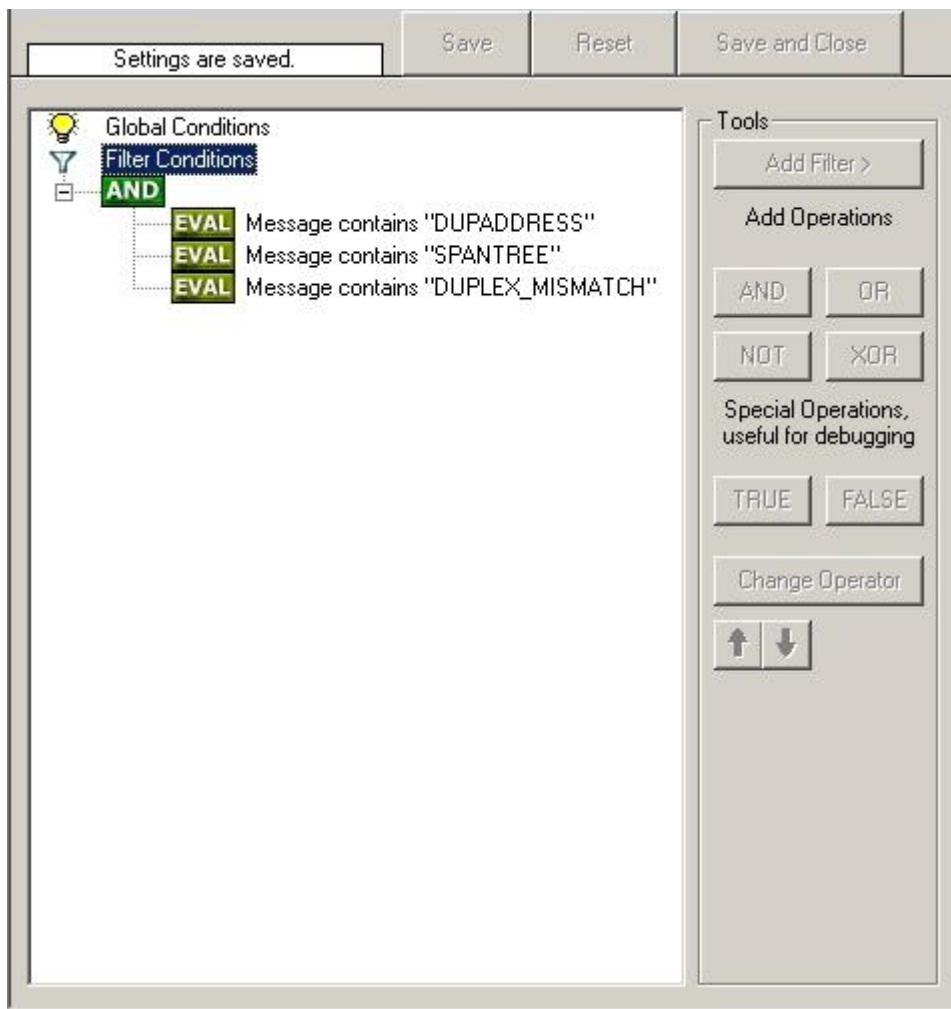 Settings are saved.
Save
Reset
Save and Close
Global Conditions
Filter Conditions
AND
EVAL Message contains "DUPADDRESS"
EVAL Message contains "SPANTREE"
EVAL Message contains "DUPLEX_MISMATCH"
Tools
Add Filter >
Add Operations
AND
OR
NOT
XOR
Special Operations,
useful for debugging
TRUE
FALSE
Change Operator